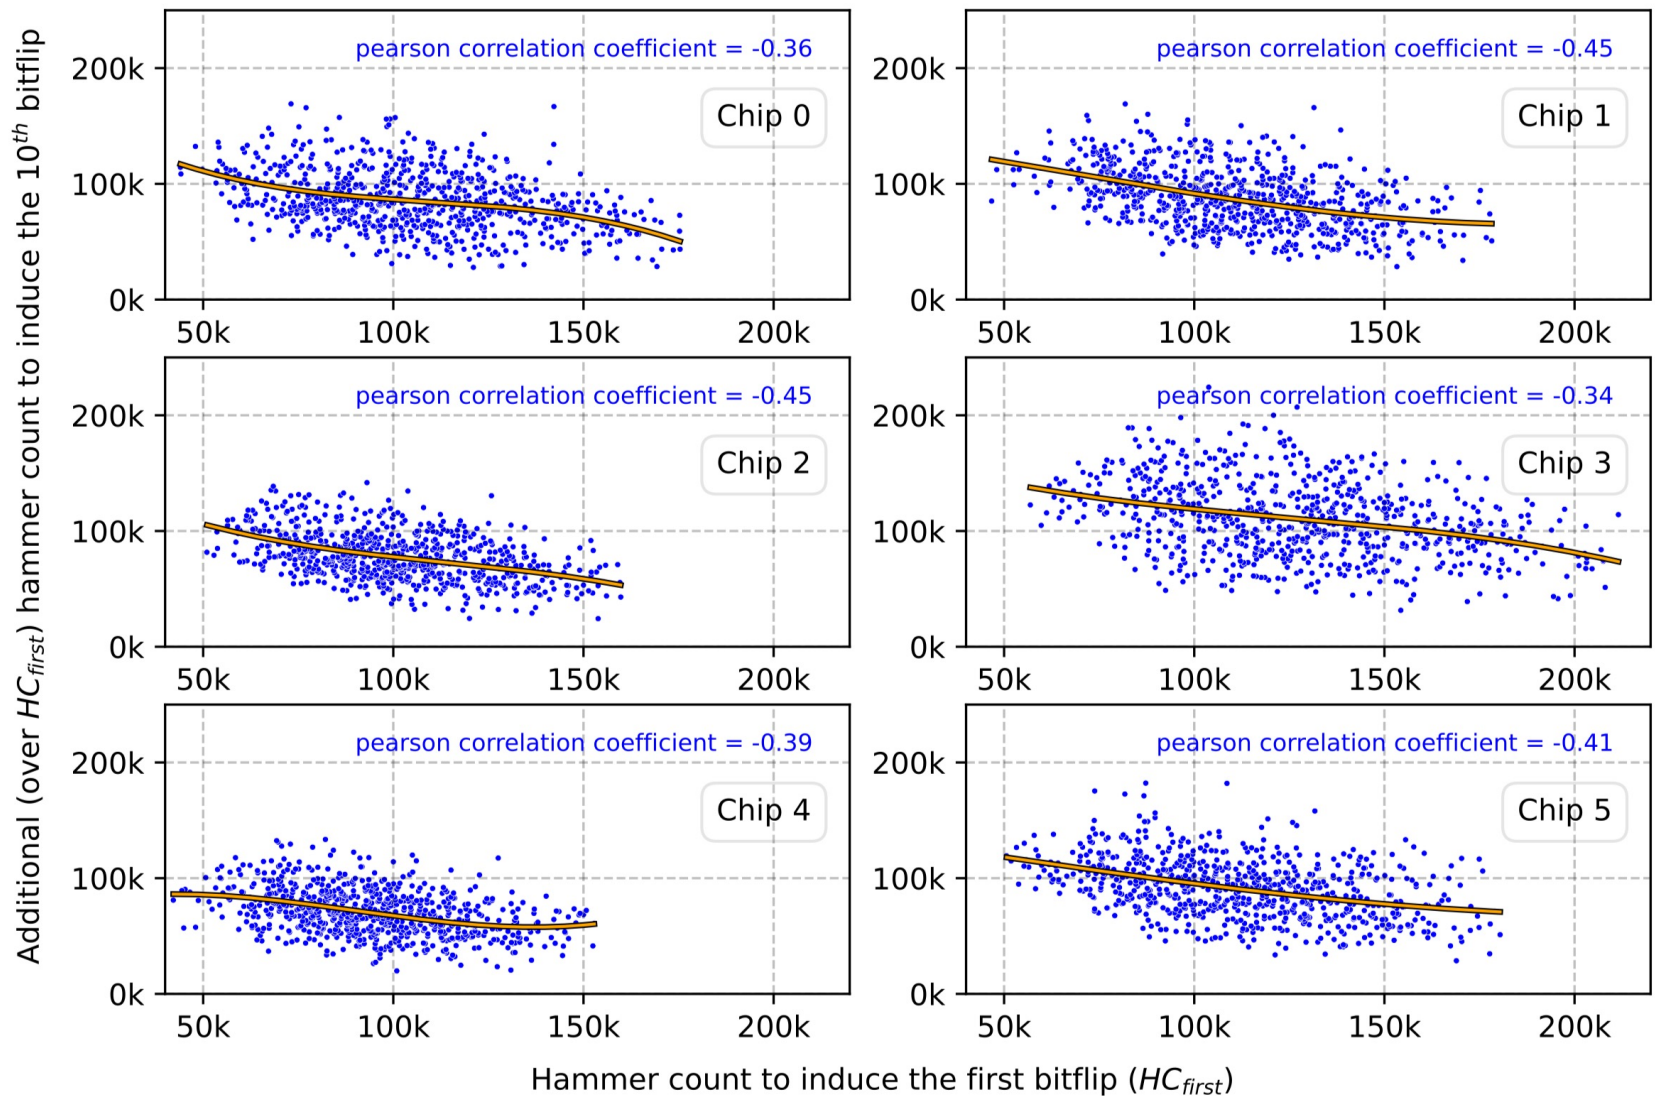 Additional (over HC_first) hammer count to induce the 10^th bitflip
pearson correlation coefficient = -0.36
Chip 0
200k
100k
0k
50k 100k 150k 200k
pearson correlation coefficient = -0.45
Chip 1
200k
100k
0k
50k 100k 150k 200k
pearson correlation coefficient = -0.45
Chip 2
200k
100k
0k
50k 100k 150k 200k
pearson correlation coefficient = -0.34
Chip 3
200k
100k
0k
50k 100k 150k 200k
pearson correlation coefficient = -0.39
Chip 4
200k
100k
0k
50k 100k 150k 200k
pearson correlation coefficient = -0.41
Chip 5
200k
100k
0k
50k 100k 150k 200k
Hammer count to induce the first bitflip (HC_first)